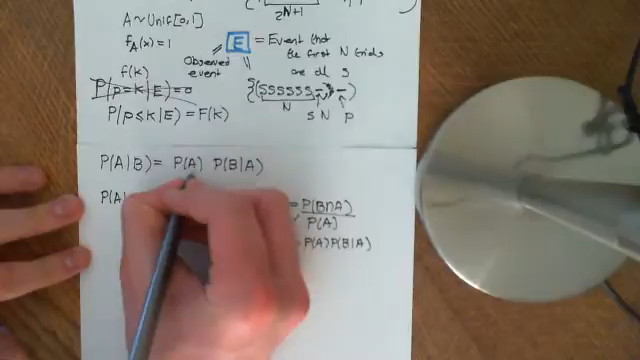 2N+1
A ~ Unif[0,1]
f_A(x) = 1
E = Event that
the first N trials
are all S
Observed
event
f(k)
P(p=k|E) = 0
{(SSSSSS
N
S N P
P(p≤k|E) = F(k)
P(A|B) = P(A) P(B|A)
P(A|
= P(B∩A)
P(A)
P(A)P(B|A)